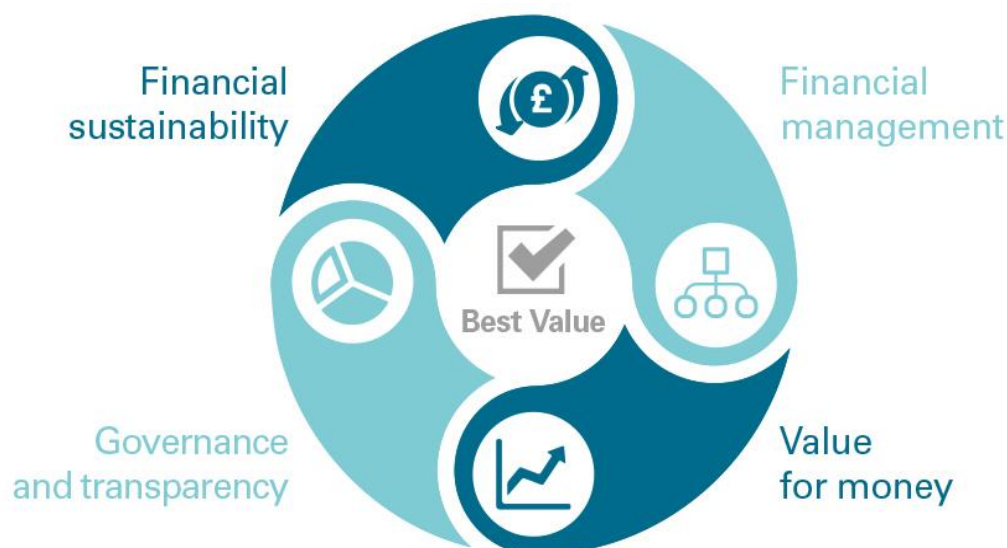 Financial
sustainability
Financial
management
£
Best Value
Governance
and transparency
Value
for money